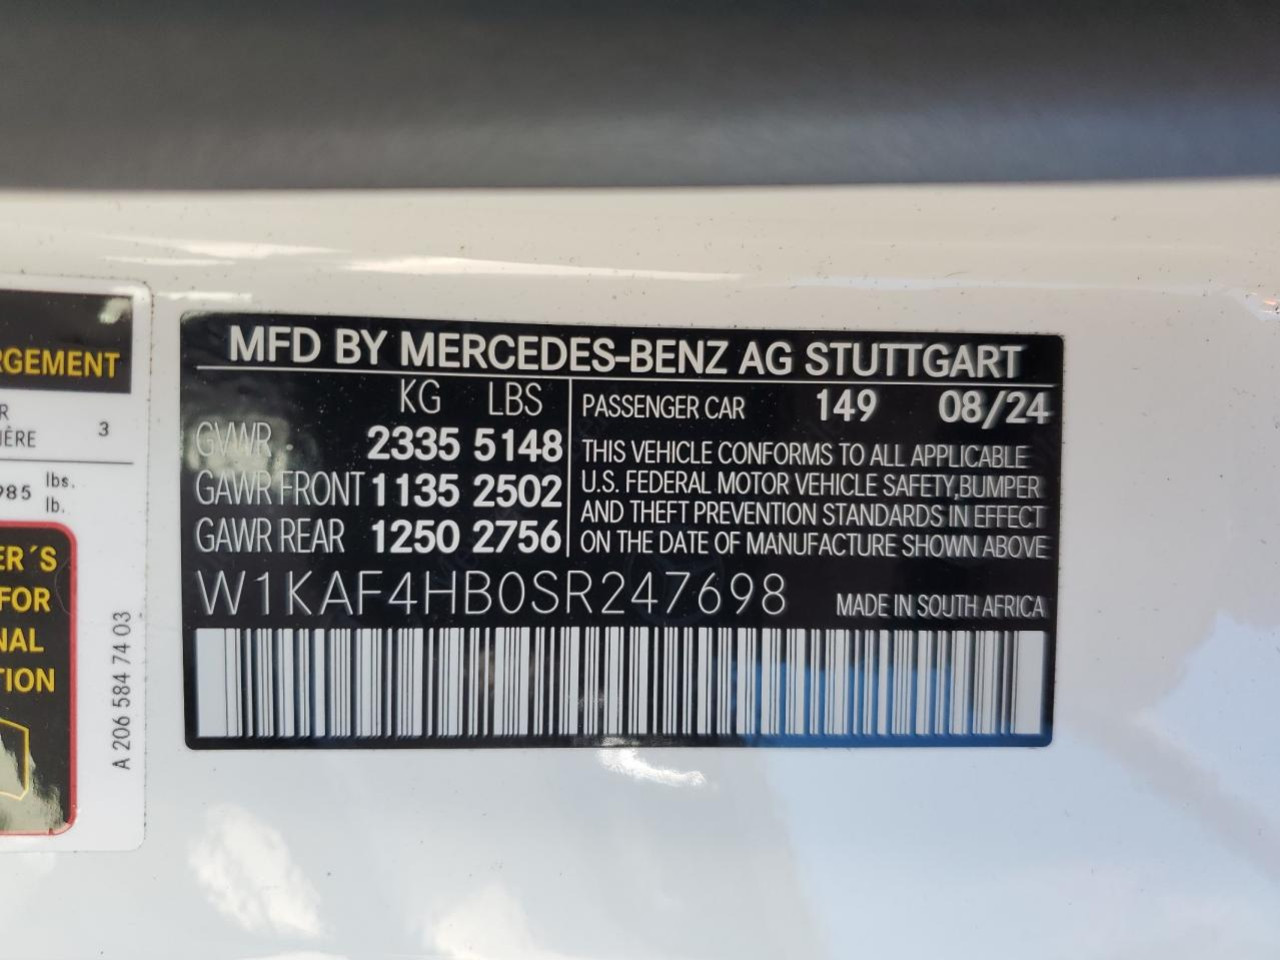 RGEMENT
R
IÈRE 3
985 lbs.
lb.
ER´S
FOR
NAL
TION
A 206 584 74 03
MFD BY MERCEDES-BENZ AG STUTTGART
KG LBS
GVWR 2335 5148
GAWR FRONT 1135 2502
GAWR REAR 1250 2756
PASSENGER CAR 149 08/24
THIS VEHICLE CONFORMS TO ALL APPLICABLE
U.S. FEDERAL MOTOR VEHICLE SAFETY,BUMPER
AND THEFT PREVENTION STANDARDS IN EFFECT
ON THE DATE OF MANUFACTURE SHOWN ABOVE
W1KAF4HB0SR247698 MADE IN SOUTH AFRICA